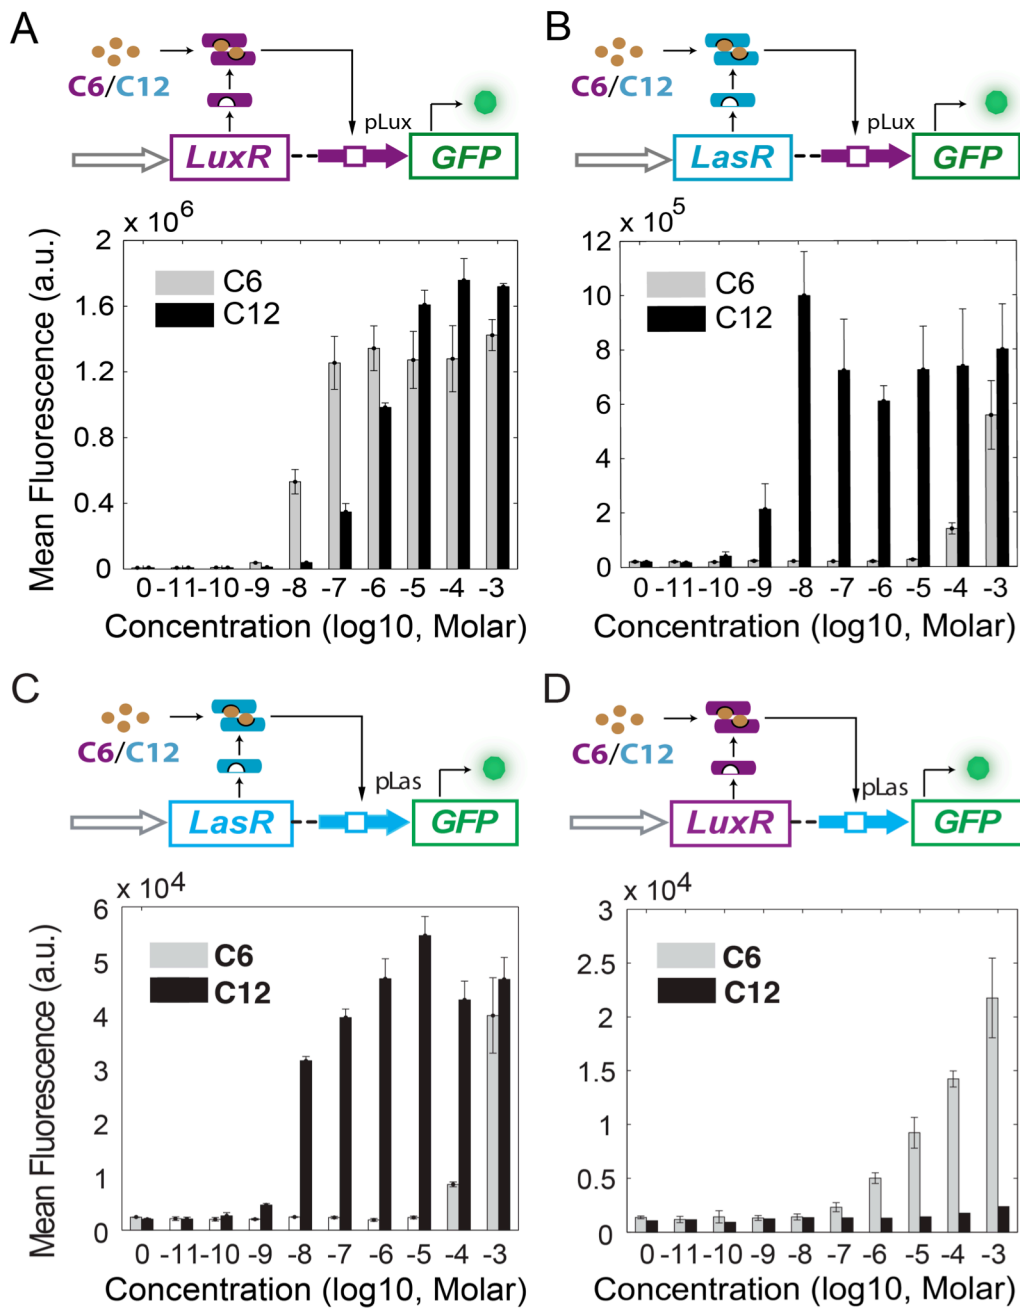 A
C6/C12
LuxR
pLux
GFP
x 10^6
Mean Fluorescence (a.u.)
2
1.6
1.2
0.8
0.4
0
C6
C12
0 -11 -10 -9 -8 -7 -6 -5 -4 -3
Concentration (log10, Molar)
B
C6/C12
LasR
pLux
GFP
x 10^5
12
10
8
6
4
2
0
C6
C12
0 -11 -10 -9 -8 -7 -6 -5 -4 -3
Concentration (log10, Molar)
C
C6/C12
LasR
pLas
GFP
x 10^4
Mean Fluorescence (a.u.)
6
5
4
3
2
1
0
C6
C12
0 -11 -10 -9 -8 -7 -6 -5 -4 -3
Concentration (log10, Molar)
D
C6/C12
LuxR
pLas
GFP
x 10^4
3
2.5
2
1.5
1
0.5
0
C6
C12
0 -11 -10 -9 -8 -7 -6 -5 -4 -3
Concentration (log10, Molar)